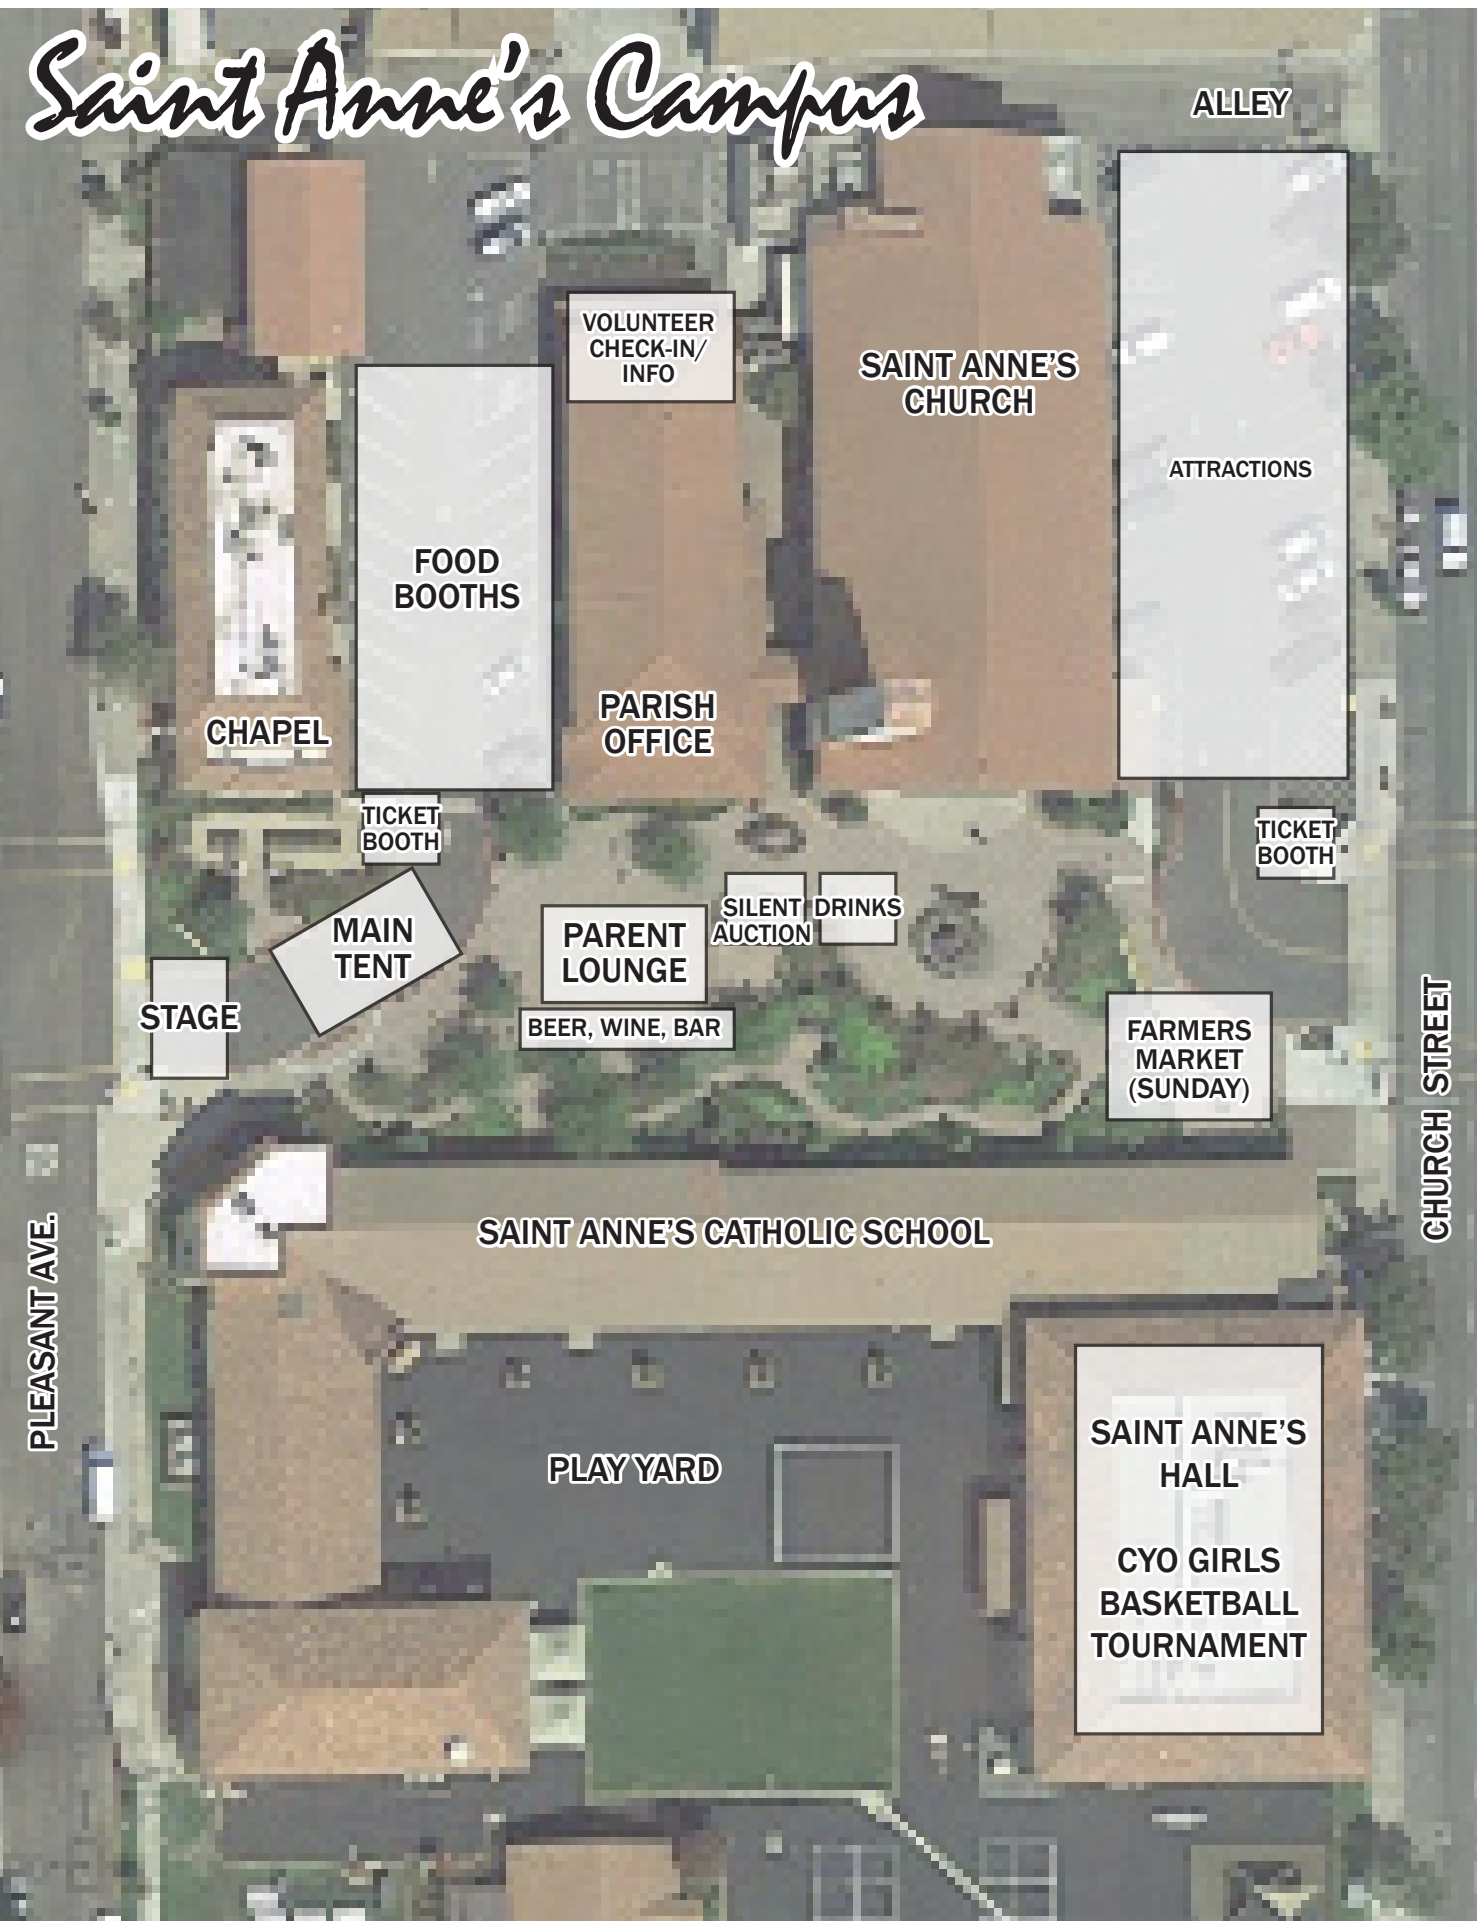 Saint Anne's Campus
ALLEY
VOLUNTEER
CHECK-IN/
INFO
SAINT ANNE'S
CHURCH
ATTRACTIONS
FOOD
BOOTHS
PARISH
OFFICE
CHAPEL
TICKET
BOOTH
TICKET
BOOTH
MAIN
TENT
SILENT
AUCTION
DRINKS
PARENT
LOUNGE
STAGE
BEER, WINE, BAR
FARMERS
MARKET
(SUNDAY)
CHURCH STREET
SAINT ANNE'S CATHOLIC SCHOOL
PLEASANT AVE.
PLAY YARD
SAINT ANNE'S
HALL
CYO GIRLS
BASKETBALL
TOURNAMENT